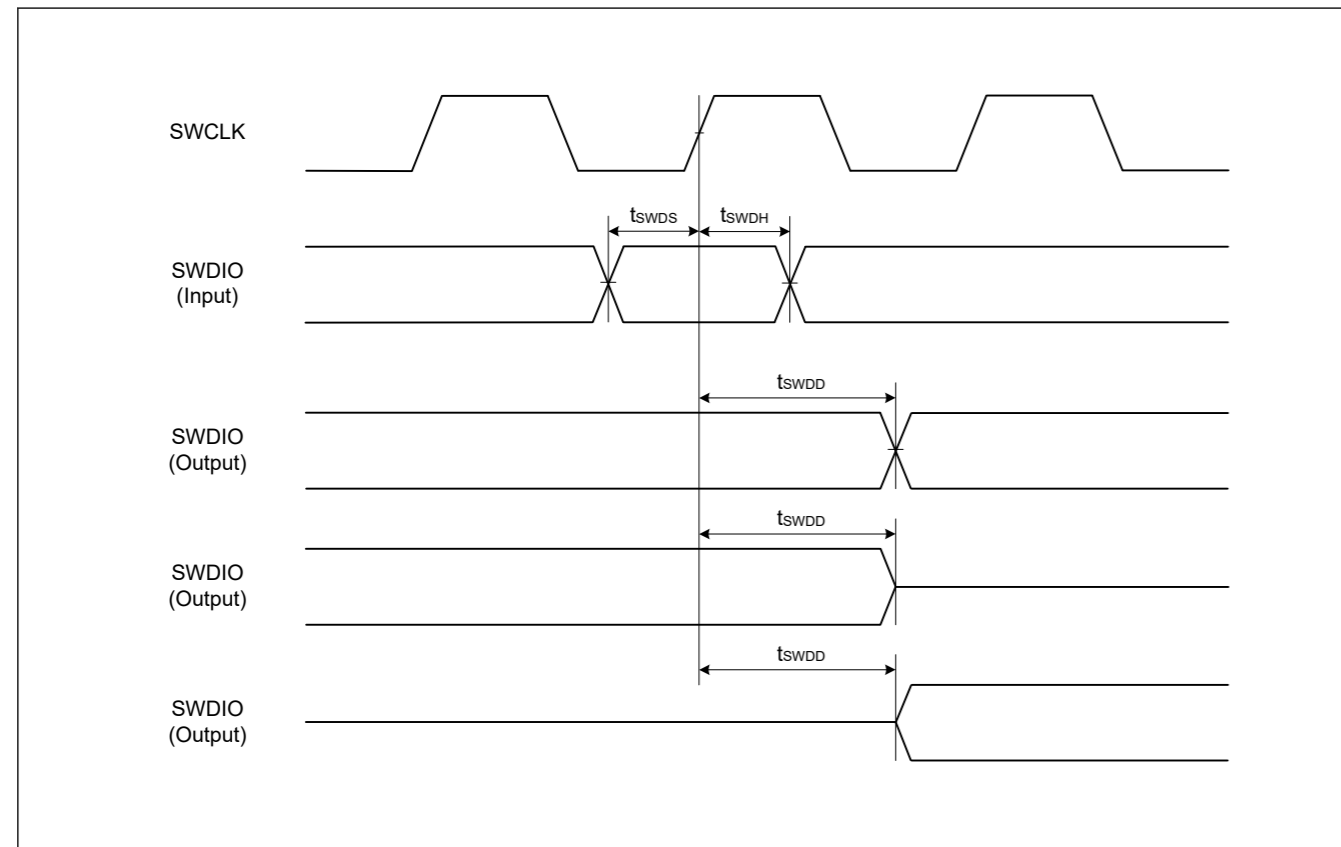 SWCLK
tSWDS
tSWDH
SWDIO
(Input)
tSWDD
SWDIO
(Output)
tSWDD
SWDIO
(Output)
tSWDD
SWDIO
(Output)